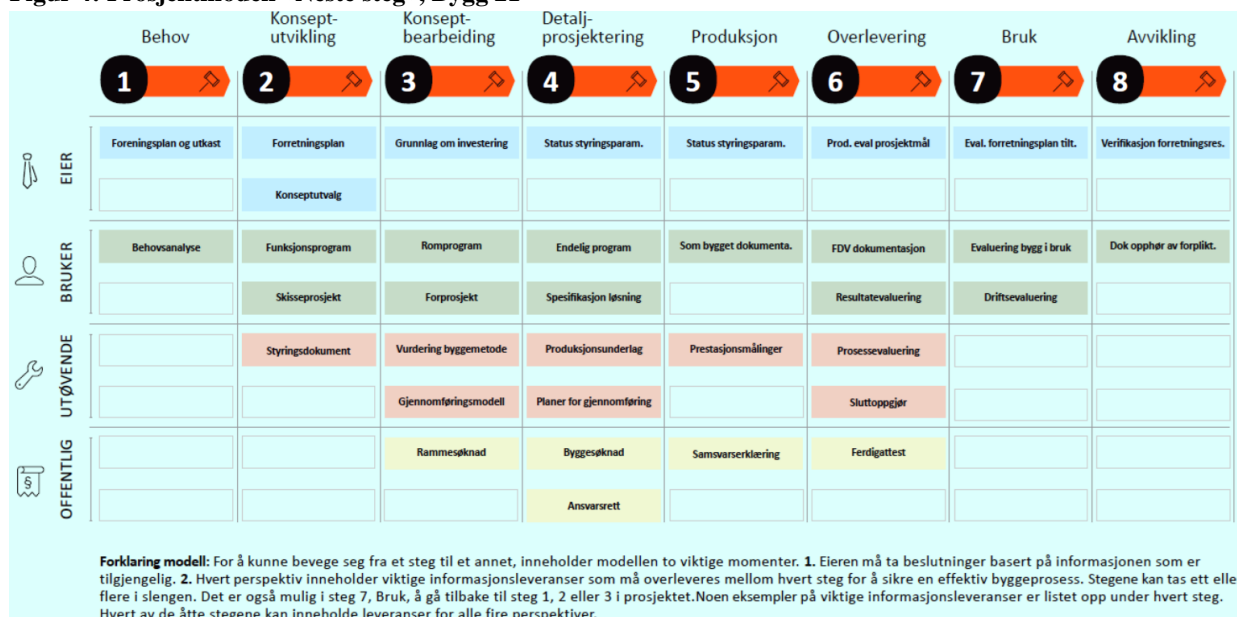 Behov
Konsept-
utvikling
Konsept-
bearbeiding
Detalj-
prosjektering
Produksjon
Overlevering
Bruk
Avvikling
1 2 3 4 5 6 7 8
EIER
Foreningsplan og utkast Forretningsplan Grunnlag om investering Status styringsparam. Status styringsparam. Prod. eval prosjektmål Eval. forretningsplan tilt. Verifikasjon forretningsres.
Konseptutvalg
BRUKER
Behovsanalyse Funksjonsprogram Romprogram Endelig program Som bygget dokumenta. FDV dokumentasjon Evaluering bygg i bruk Dok opphør av forplikt.
Skisseprosjekt Forprosjekt Spesifikasjon løsning Resultatevaluering Driftsevaluering
UTØVENDE
Styringsdokument Vurdering byggemetode Produksjonsunderlag Prestasjonsmålinger Prosessevaluering
Gjennomføringsmodell Planer for gjennomføring Sluttoppgjør
OFFENTLIG
§
Rammesøknad Byggesøknad Samsvarserklæring Ferdigattest
Ansvarsrett
Forklaring modell: For å kunne bevege seg fra et steg til et annet, inneholder modellen to viktige momenter. 1. Eieren må ta beslutninger basert på informasjonen som er
tilgjengelig. 2. Hvert perspektiv inneholder viktige informasjonsleveranser som må overleveres mellom hvert steg for å sikre en effektiv byggeprosess. Stegene kan tas ett elle
flere i slengen. Det er også mulig i steg 7, Bruk, å gå tilbake til steg 1, 2 eller 3 i prosjektet.Noen eksempler på viktige informasjonsleveranser er listet opp under hvert steg.
Hvert av de åtte stegene kan inneholde leveranser for alle fire perspektiver.